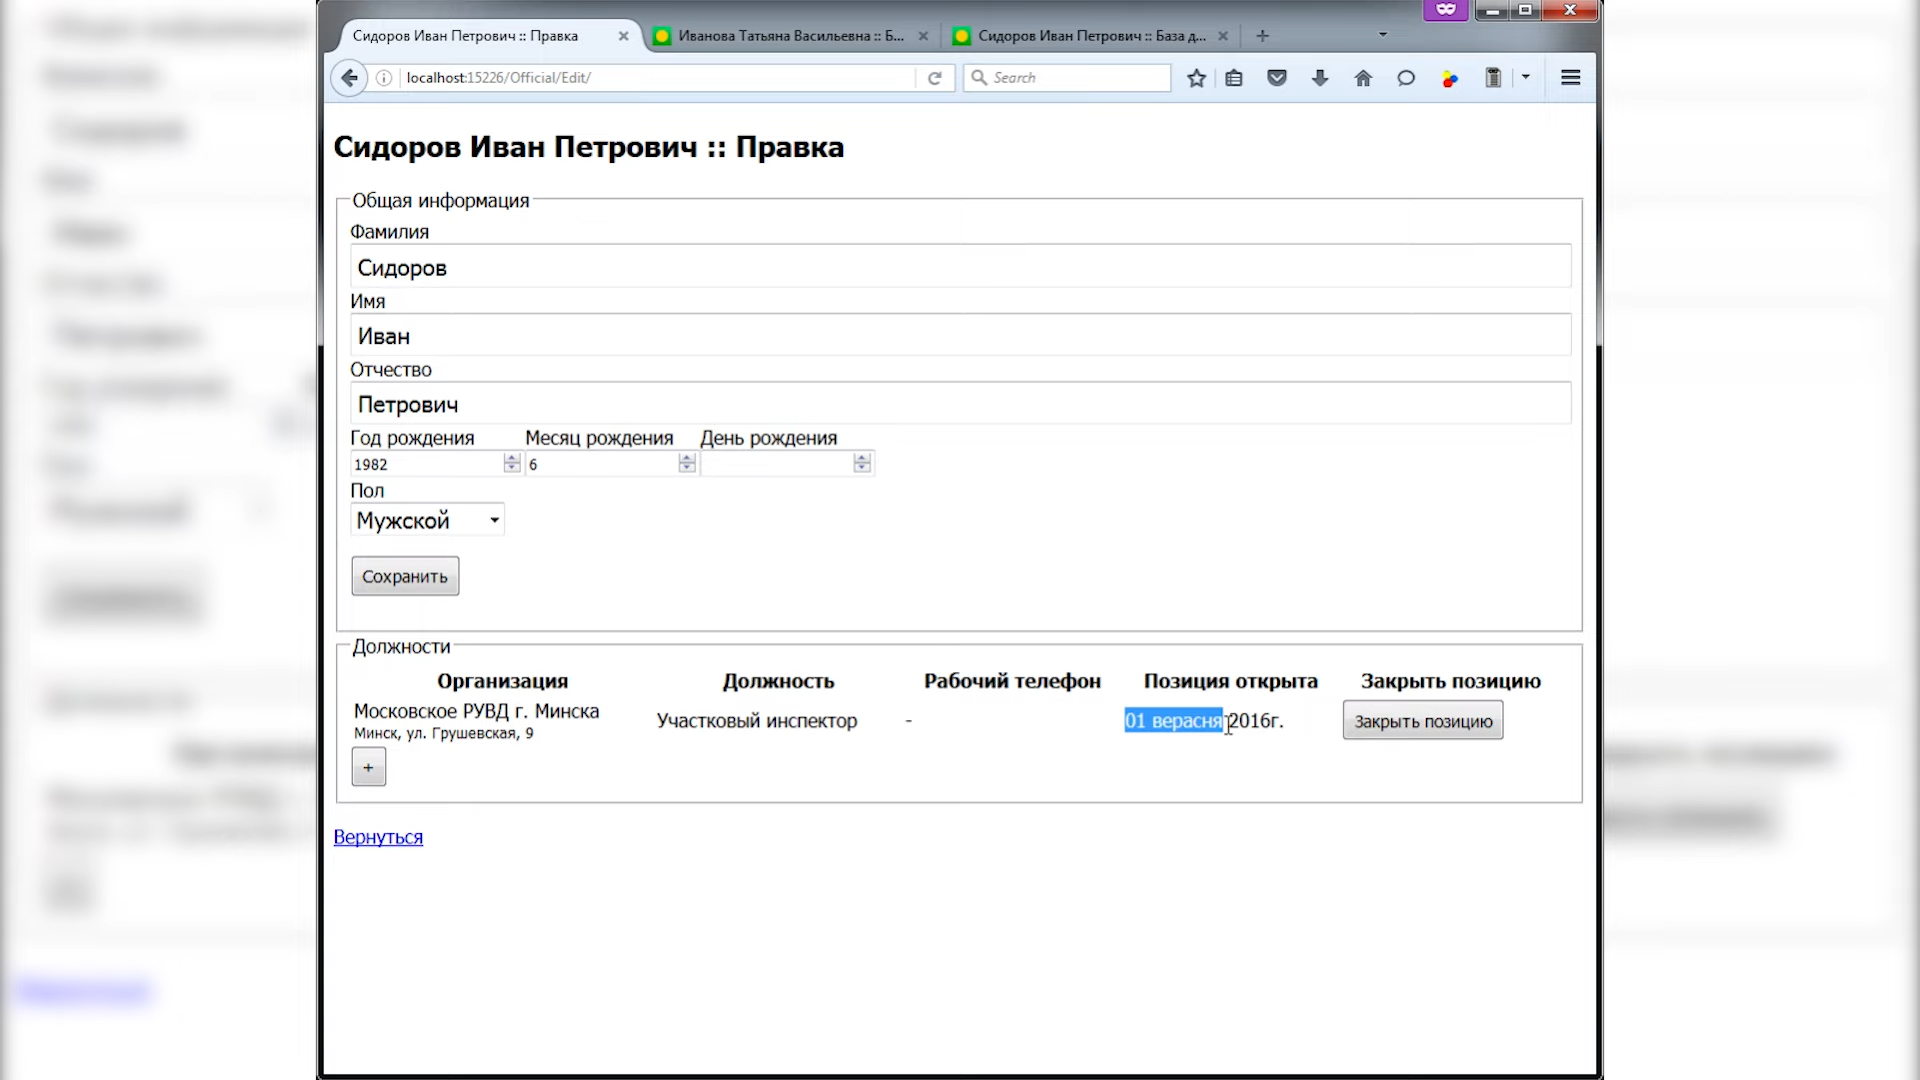 Сидоров Иван Петрович :: Правка
Иванова Татьяна Васильевна :: Б...
Сидоров Иван Петрович :: База д...
localhost:15226/Official/Edit/
Search
Сидоров Иван Петрович :: Правка
Общая информация
Фамилия
Сидоров
Имя
Иван
Отчество
Петрович
Год рождения Месяц рождения День рождения
1982 6
Пол
Мужской
Сохранить
Должности
Организация Должность Рабочий телефон Позиция открыта Закрыть позицию
Московское РУВД г. Минска
Минск, ул. Грушевская, 9
Участковый инспектор - 01 верасня 2016г. Закрыть позицию
+
Вернуться